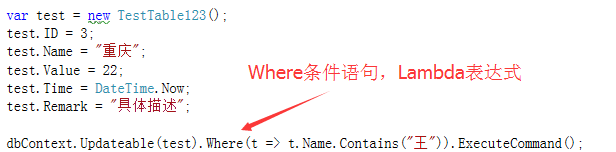 var test = new TestTable123();
test.ID = 3;
test.Name = "重庆";
test.Value = 22;
test.Time = DateTime.Now;
test.Remark = "具体描述";
Where条件语句，Lambda表达式
dbContext.Updateable(test).Where(t => t.Name.Contains("王")).ExecuteCommand();